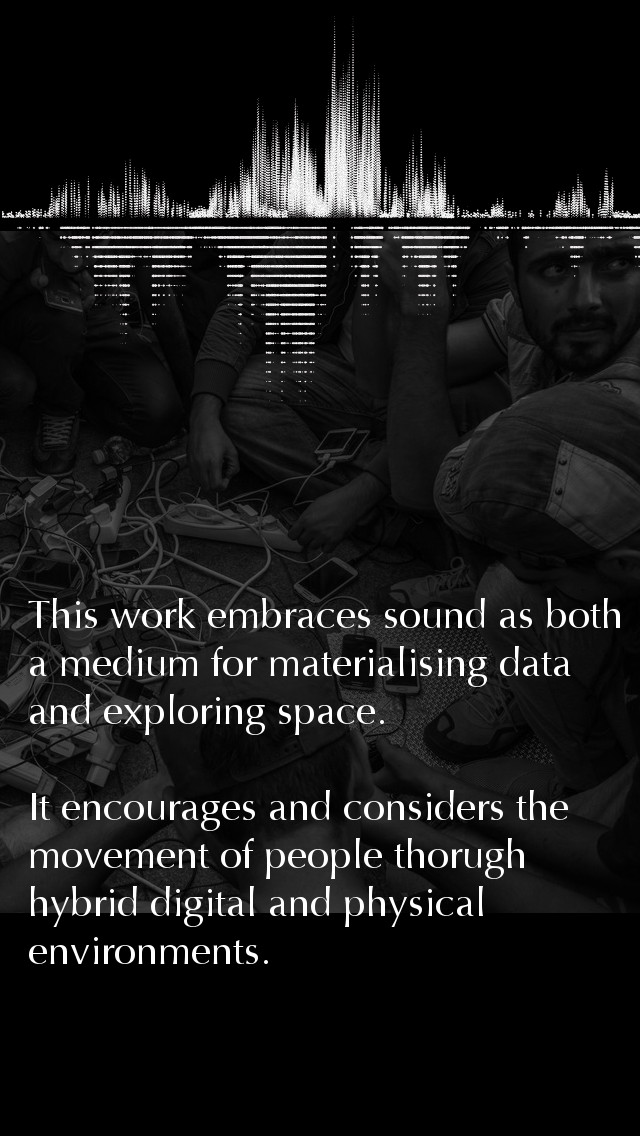 This work embraces sound as both
a medium for materialising data
and exploring space.
It encourages and considers the
movement of people thorugh
hybrid digital and physical
environments.